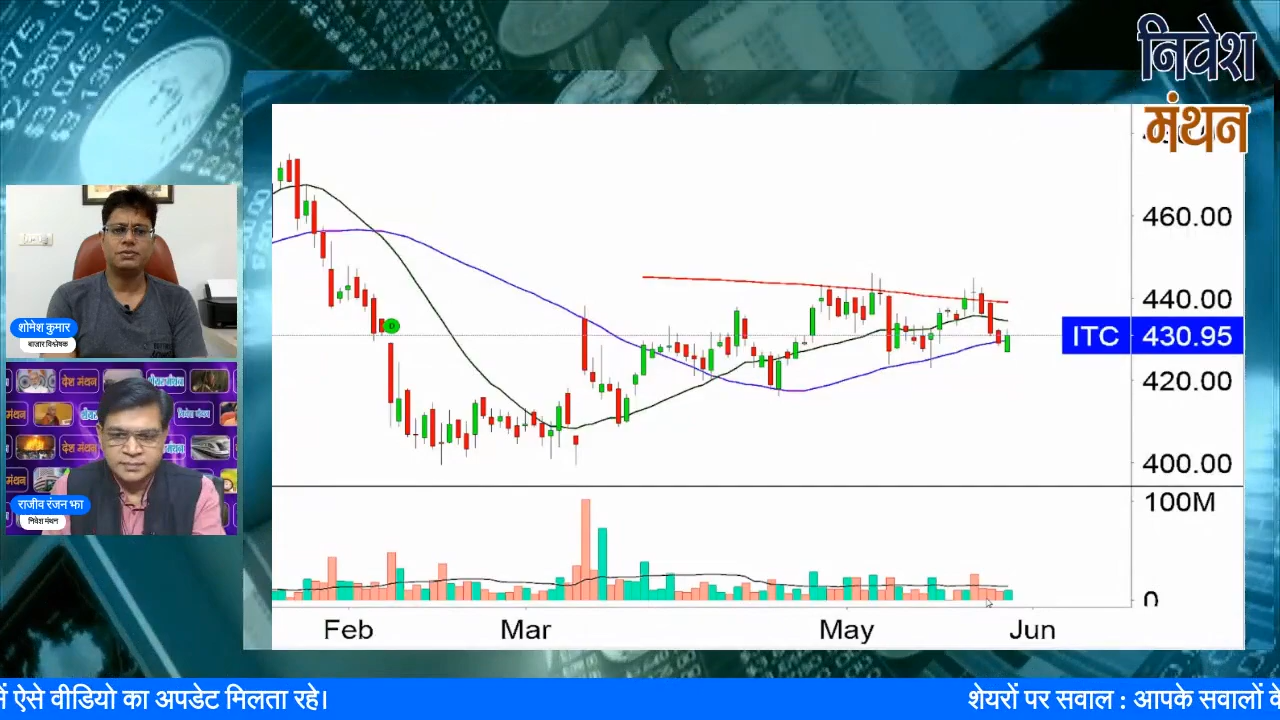 निवेश
मंथन
460.00
440.00
ITC 430.95
420.00
400.00
100M
0
Feb
Mar
May
Jun
D
शोमेश कुमार
बाजार विश्लेषक
देश मंथन
राजीव रंजन झा
निवेश मंथन
में ऐसे वीडियो का अपडेट मिलता रहे।
शेयरों पर सवाल : आपके सवालों के